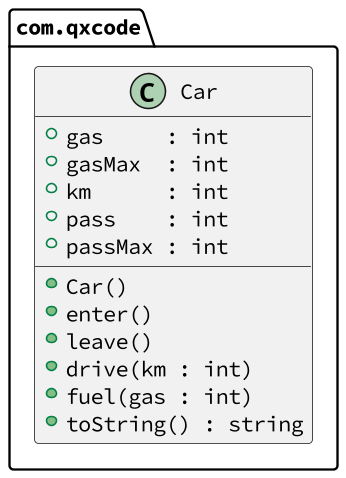 com.qxcode
C Car
gas : int
gasMax : int
km : int
pass : int
passMax : int
Car()
enter()
leave()
drive(km : int)
fuel(gas : int)
toString() : string